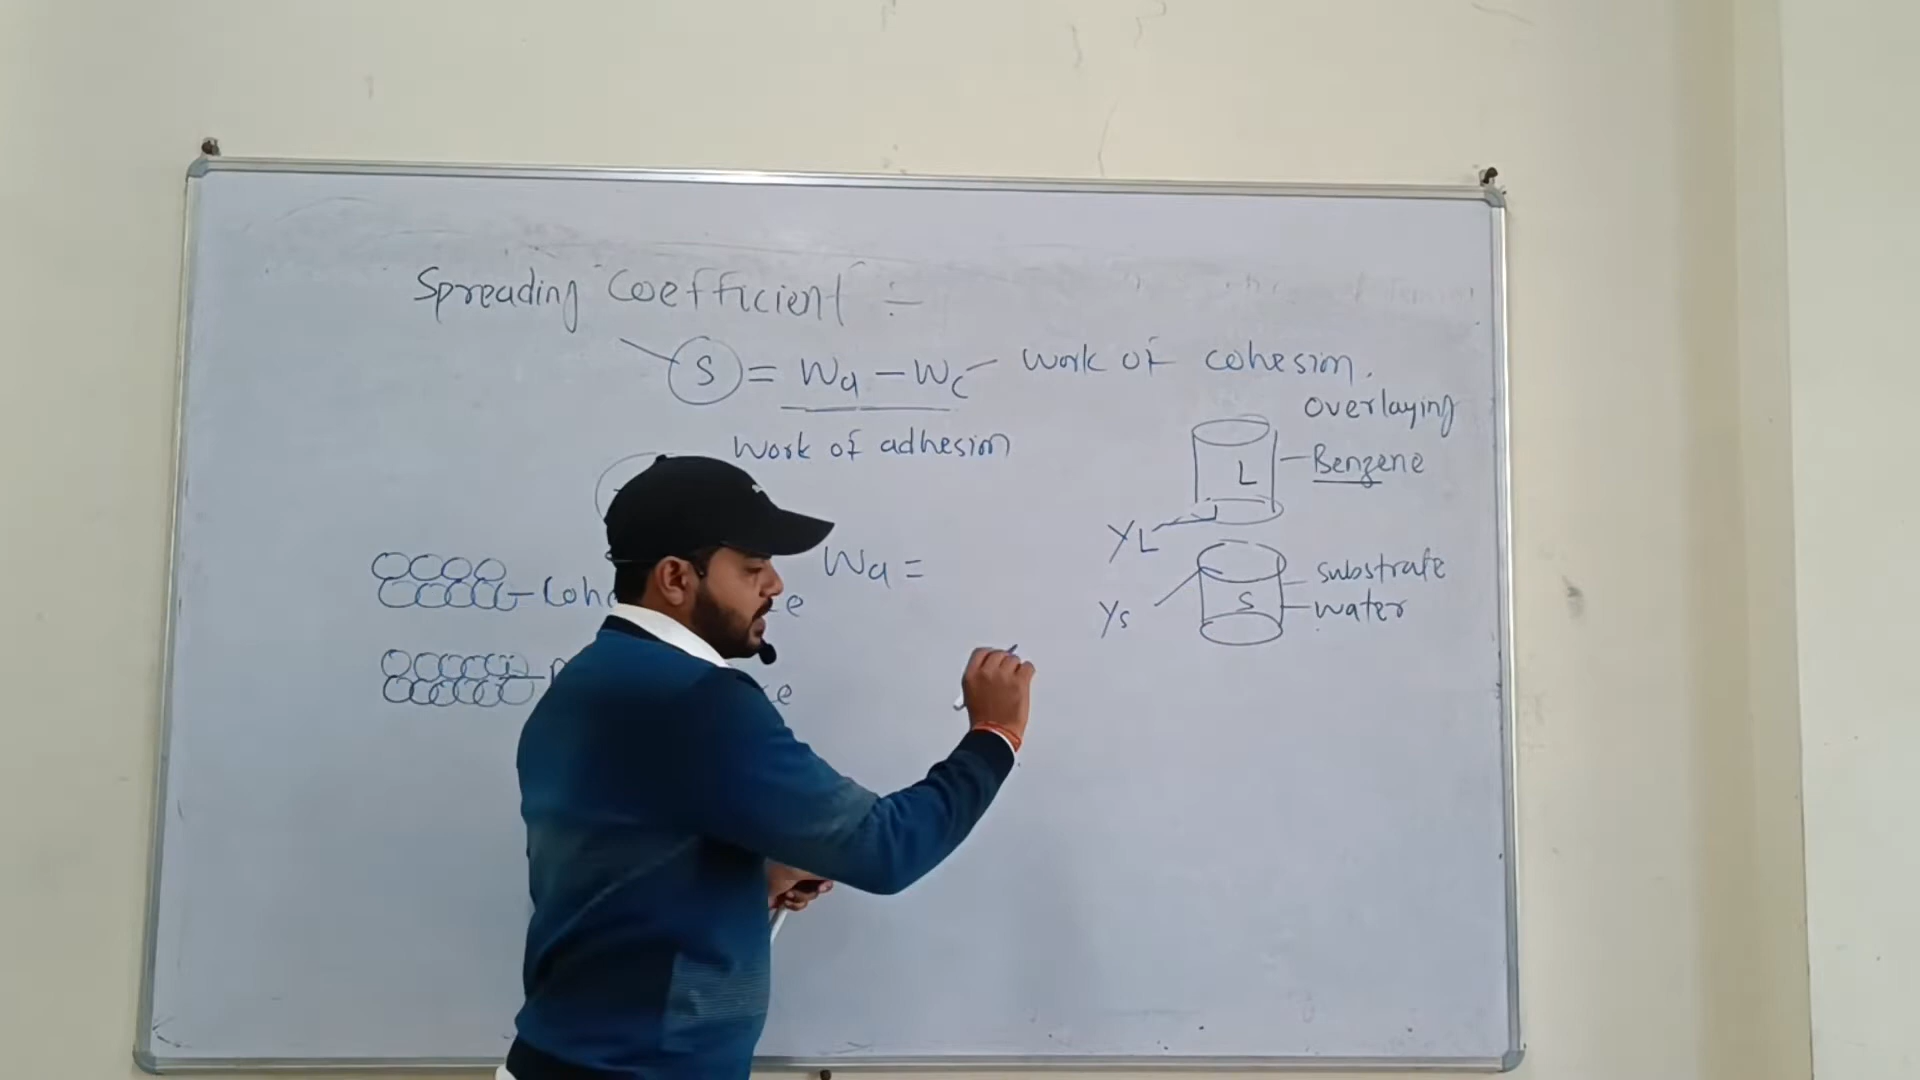 Spreading Coefficient :-
S = Wa - Wc - Work of cohesion.
Work of adhesion
overlaying
L - Benzene
γL
Wa =
substrate
S - water
γs